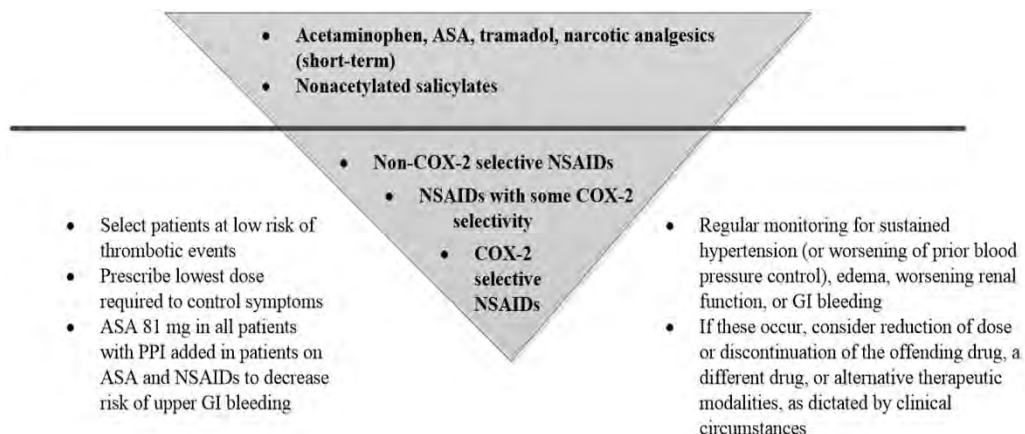 • Acetaminophen, ASA, tramadol, narcotic analgesics
(short-term)
• Nonacetylated salicylates
• Non-COX-2 selective NSAIDs
• NSAIDs with some COX-2
selectivity
• COX-2
selective
NSAIDs
• Select patients at low risk of
thrombotic events
• Prescribe lowest dose
required to control symptoms
• ASA 81 mg in all patients
with PPI added in patients on
ASA and NSAIDs to decrease
risk of upper GI bleeding
• Regular monitoring for sustained
hypertension (or worsening of prior blood
pressure control), edema, worsening renal
function, or GI bleeding
• If these occur, consider reduction of dose
or discontinuation of the offending drug, a
different drug, or alternative therapeutic
modalities, as dictated by clinical
circumstances